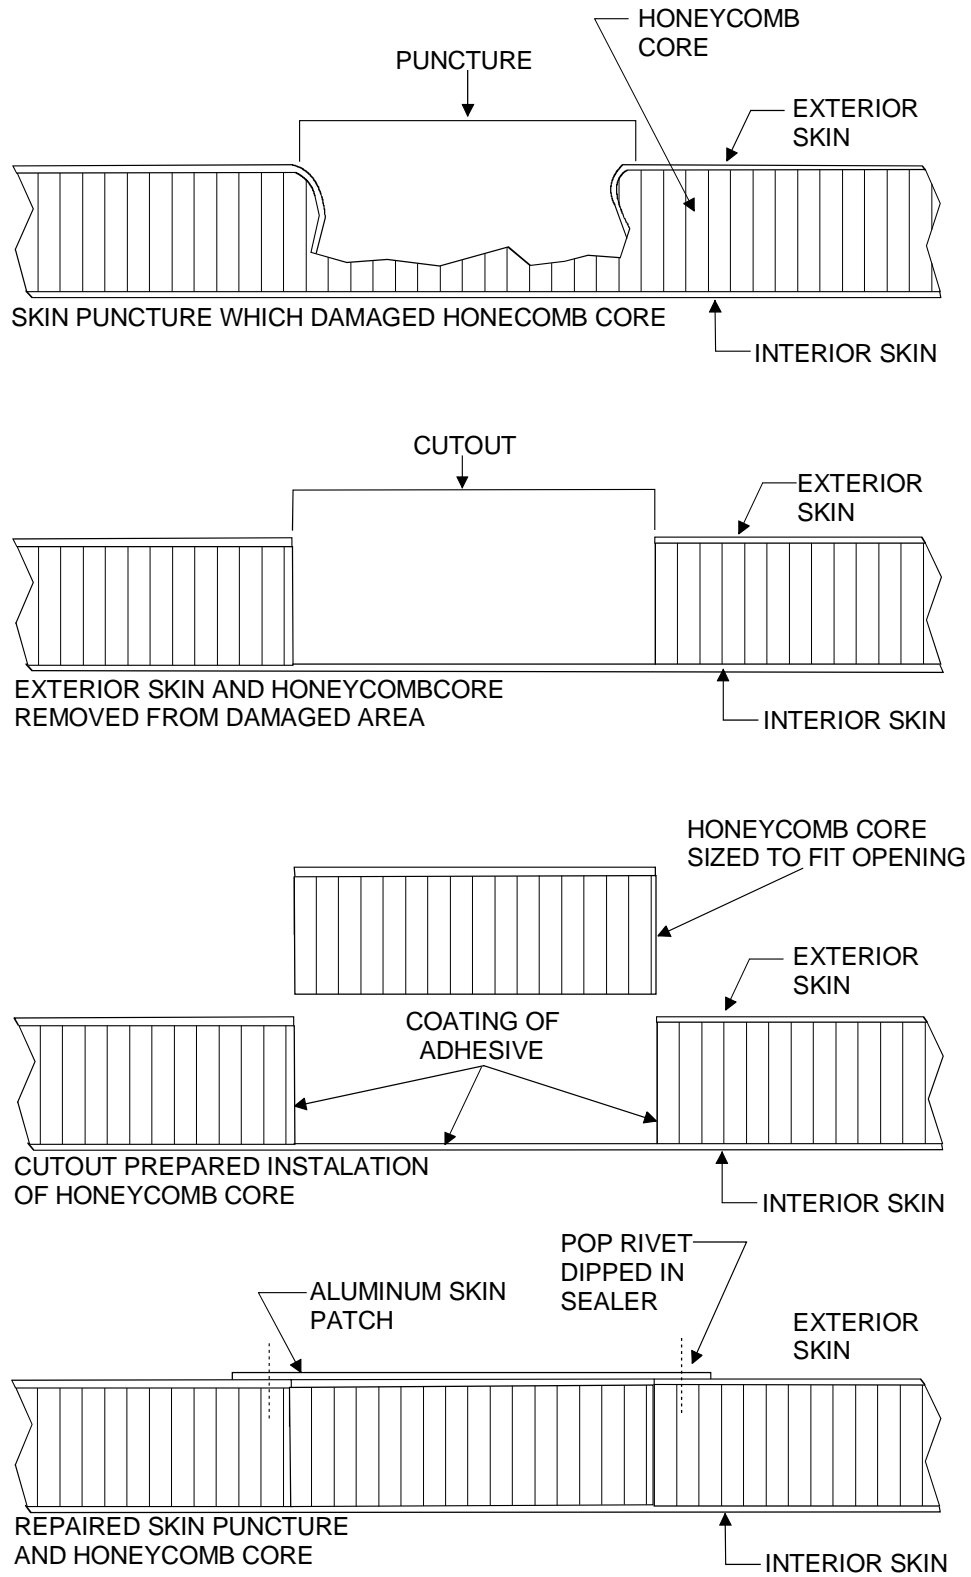 HONEYCOMB
CORE
PUNCTURE
EXTERIOR
SKIN
SKIN PUNCTURE WHICH DAMAGED HONECOMB CORE
INTERIOR SKIN
CUTOUT
EXTERIOR
SKIN
EXTERIOR SKIN AND HONEYCOMBCORE
REMOVED FROM DAMAGED AREA
INTERIOR SKIN
HONEYCOMB CORE
SIZED TO FIT OPENING
EXTERIOR
SKIN
COATING OF
ADHESIVE
CUTOUT PREPARED INSTALATION
OF HONEYCOMB CORE
INTERIOR SKIN
POP RIVET
DIPPED IN
SEALER
ALUMINUM SKIN
PATCH
EXTERIOR
SKIN
REPAIRED SKIN PUNCTURE
AND HONEYCOMB CORE
INTERIOR SKIN